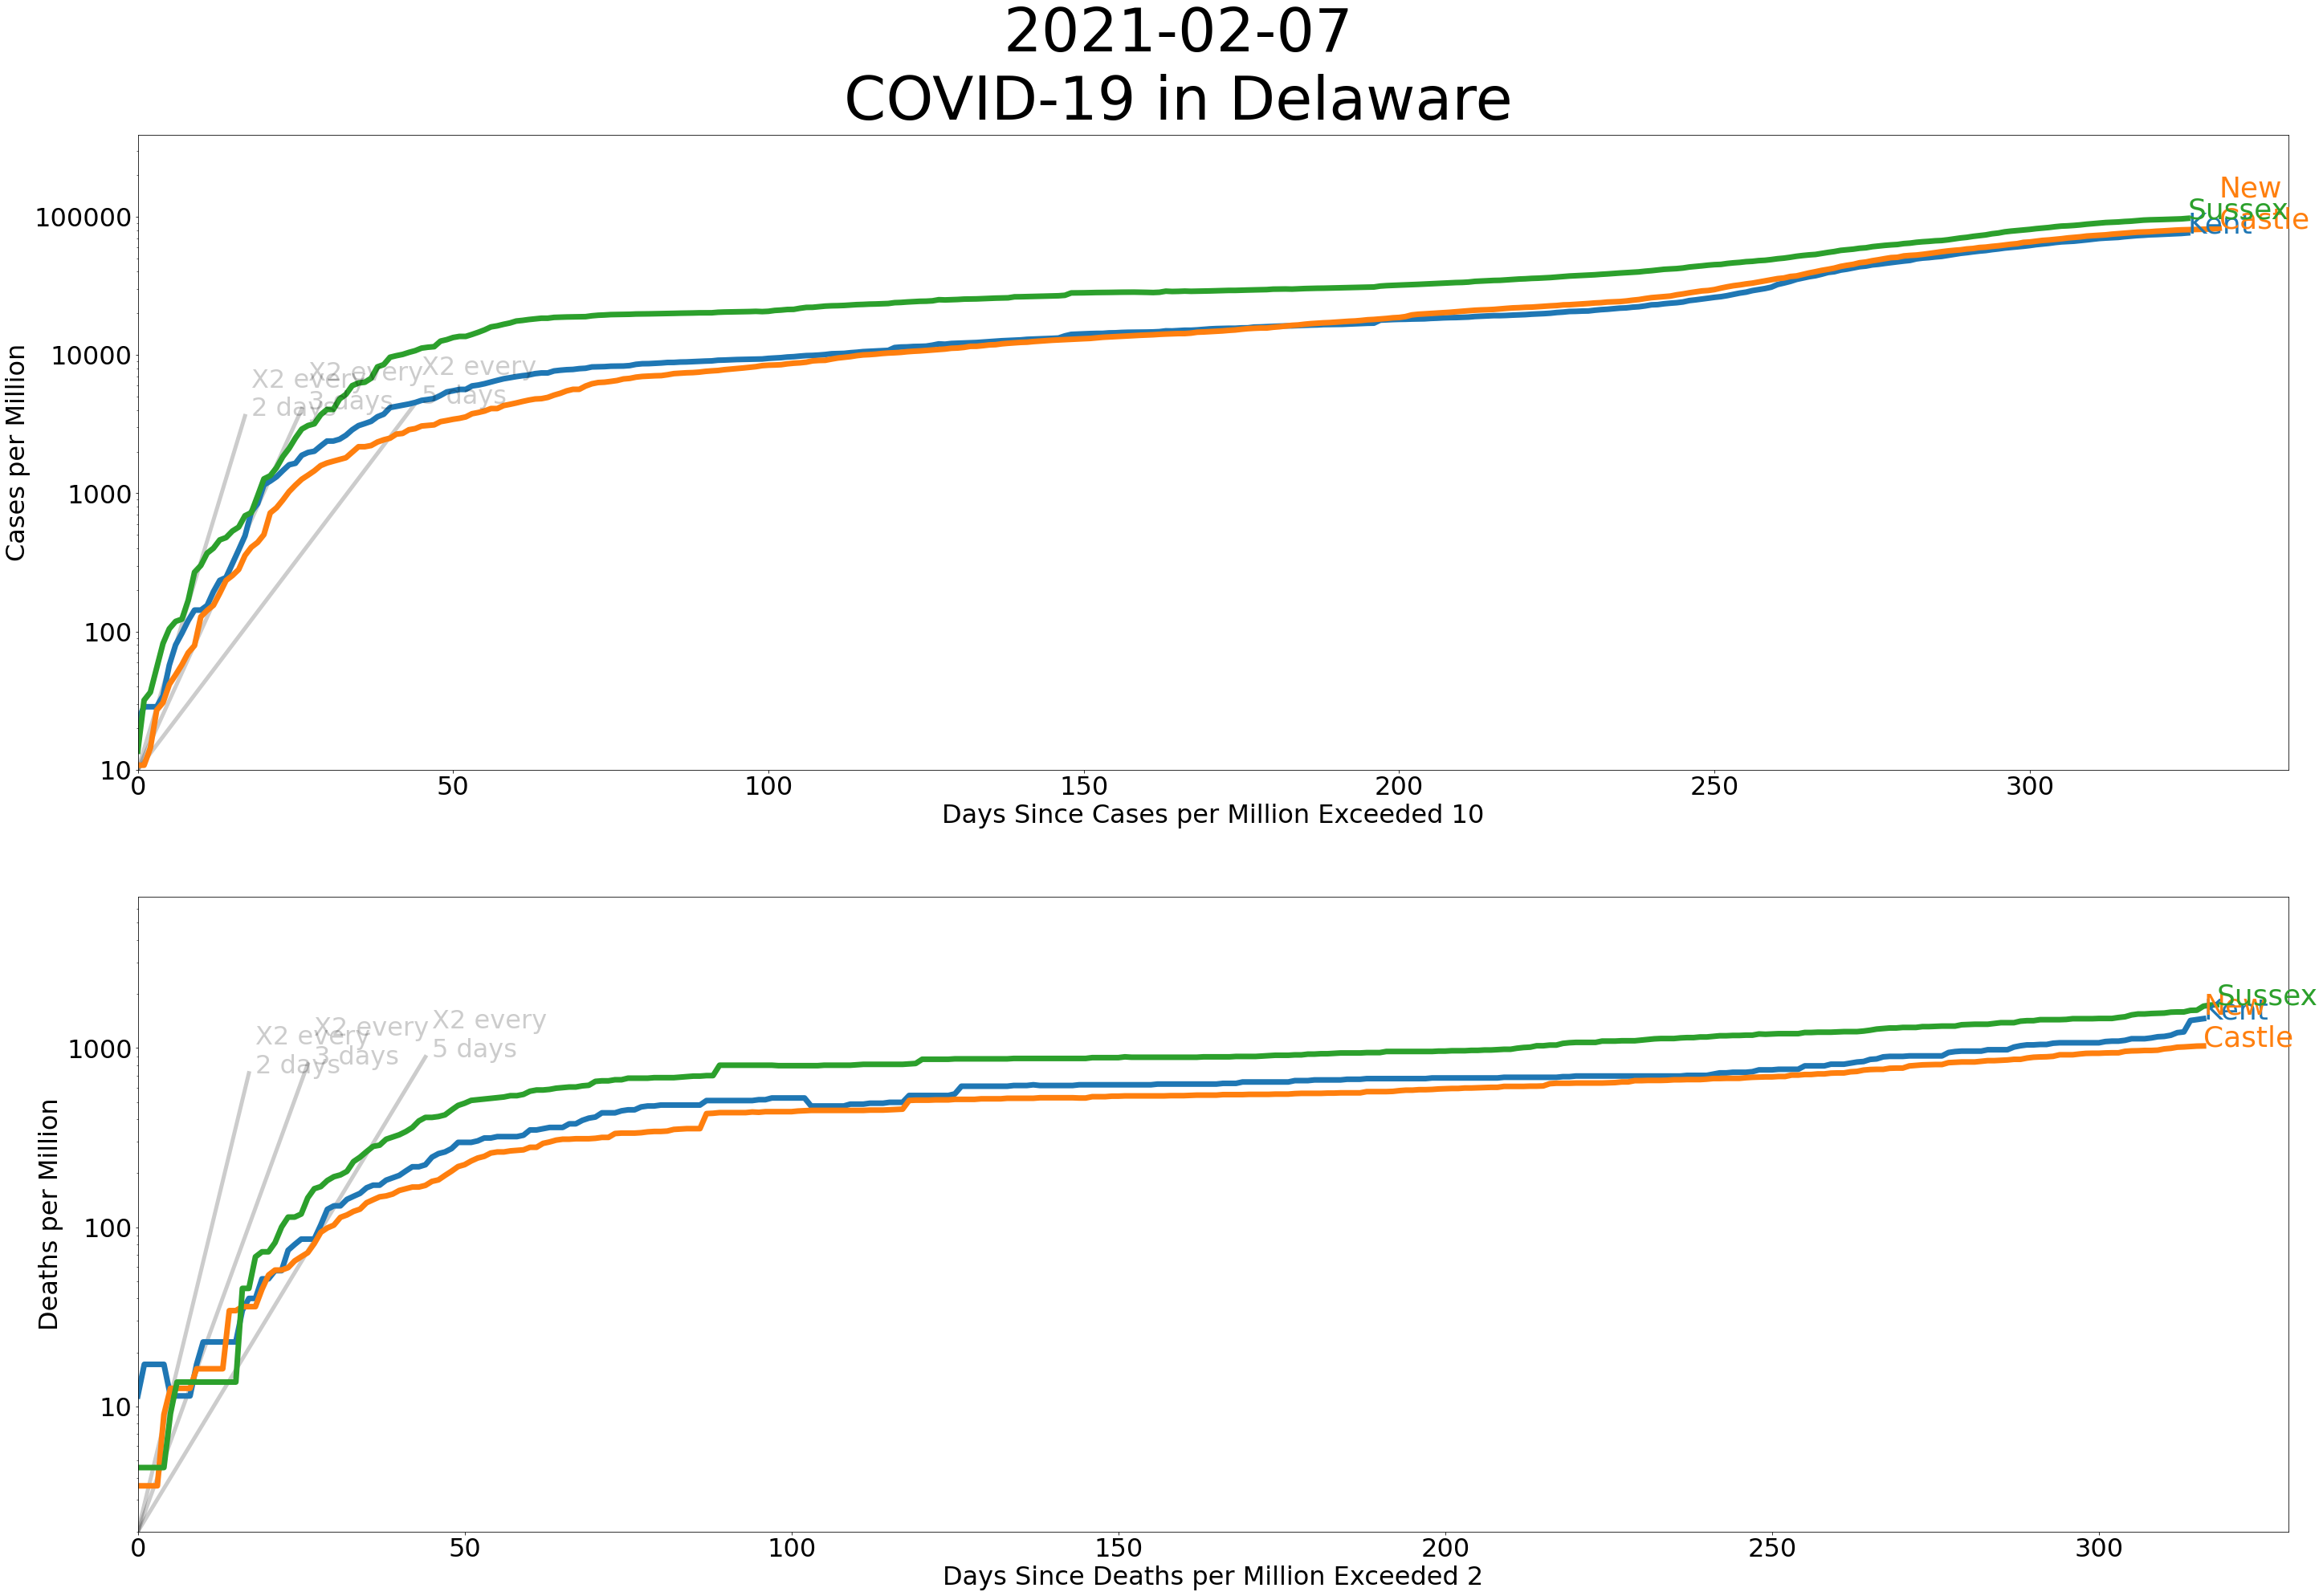 2021-02-07
COVID-19 in Delaware
Cases per Million
100000
10000
1000
100
10
X2 every
2 days
X2 every
3 days
X2 every
5 days
New
Castle
Sussex
Kent
0 50 100 150 200 250 300
Days Since Cases per Million Exceeded 10
Deaths per Million
1000
100
10
X2 every
2 days
X2 every
3 days
X2 every
5 days
Sussex
New
Castle
Kent
0 50 100 150 200 250 300
Days Since Deaths per Million Exceeded 2